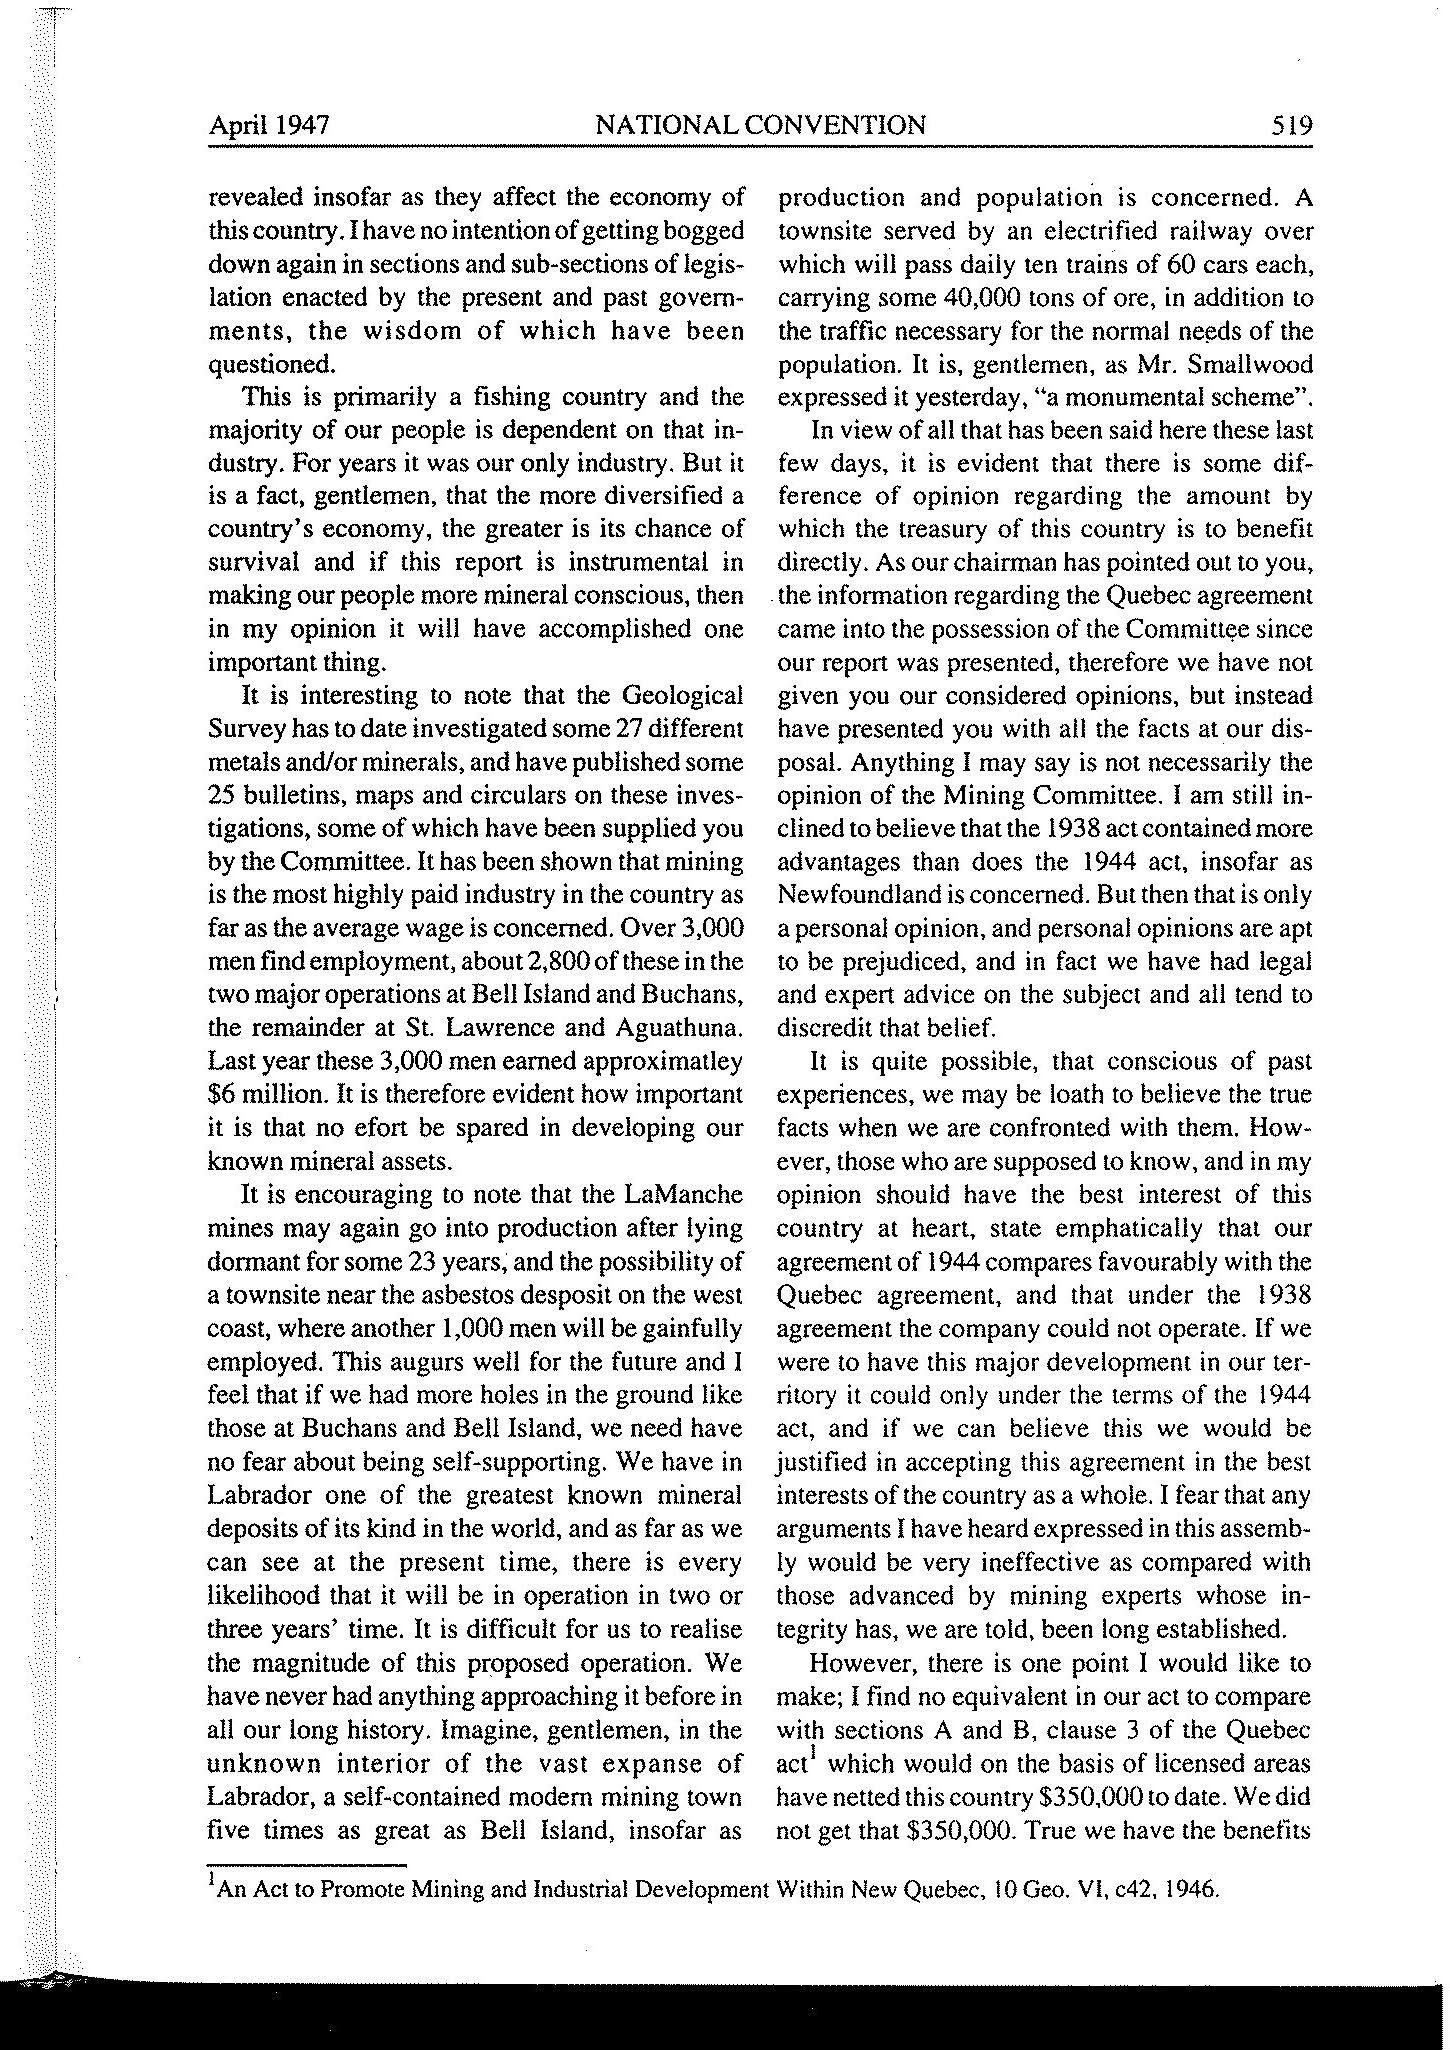 April 1947 NATIONAL CONVENTION 519
revealed insofar as they affect the economy of
this country. I have no intention of getting bogged
down again in sections and sub-sections of legis-
lation enacted by the present and past govern-
ments, the wisdom of which have been
questioned.
This is primarily a fishing country and the
majority of our people is dependent on that in-
dustry. For years it was our only industry. But it
is a fact, gentlemen, that the more diversified a
country's economy, the greater is its chance of
survival and if this report is instrumental in
making our people more mineral conscious, then
in my opinion it will have accomplished one
important thing.
It is interesting to note that the Geological
Survey has to date investigated some 27 different
metals and/or minerals, and have published some
25 bulletins, maps and circulars on these inves-
tigations, some of which have been supplied you
by the Committee. It has been shown that mining
is the most highly paid industry in the country as
far as the average wage is concerned. Over 3,000
men find employment, about 2,800 of these in the
two major operations at Bell Island and Buchans,
the remainder at St. Lawrence and Aguathuna.
Last year these 3,000 men earned approximatley
$6 million. It is therefore evident how important
it is that no efort be spared in developing our
known mineral assets.
It is encouraging to note that the LaManche
mines may again go into production after lying
dormant for some 23 years, and the possibility of
a townsite near the asbestos desposit on the west
coast, where another 1,000 men will be gainfully
employed. This augurs well for the future and I
feel that if we had more holes in the ground like
those at Buchans and Bell Island, we need have
no fear about being self-supporting. We have in
Labrador one of the greatest known mineral
deposits of its kind in the world, and as far as we
can see at the present time, there is every
likelihood that it will be in operation in two or
three years' time. It is difficult for us to realise
the magnitude of this proposed operation. We
have never had anything approaching it before in
all our long history. Imagine, gentlemen, in the
unknown interior of the vast expanse of
Labrador, a self-contained modern mining town
five times as great as Bell Island, insofar as
production and population is concerned. A
townsite served by an electrified railway over
which will pass daily ten trains of 60 cars each,
carrying some 40,000 tons of ore, in addition to
the traffic necessary for the normal needs of the
population. It is, gentlemen, as Mr. Smallwood
expressed it yesterday, "a monumental scheme".
In view of all that has been said here these last
few days, it is evident that there is some dif-
ference of opinion regarding the amount by
which the treasury of this country is to benefit
directly. As our chairman has pointed out to you,
the information regarding the Quebec agreement
came into the possession of the Committee since
our report was presented, therefore we have not
given you our considered opinions, but instead
have presented you with all the facts at our dis-
posal. Anything I may say is not necessarily the
opinion of the Mining Committee. I am still in-
clined to believe that the 1938 act contained more
advantages than does the 1944 act, insofar as
Newfoundland is concerned. But then that is only
a personal opinion, and personal opinions are apt
to be prejudiced, and in fact we have had legal
and expert advice on the subject and all tend to
discredit that belief.
It is quite possible, that conscious of past
experiences, we may be loath to believe the true
facts when we are confronted with them. How-
ever, those who are supposed to know, and in my
opinion should have the best interest of this
country at heart, state emphatically that our
agreement of 1944 compares favourably with the
Quebec agreement, and that under the 1938
agreement the company could not operate. If we
were to have this major development in our ter-
ritory it could only under the terms of the 1944
act, and if we can believe this we would be
justified in accepting this agreement in the best
interests of the country as a whole. I fear that any
arguments I have heard expressed in this assemb-
ly would be very ineffective as compared with
those advanced by mining experts whose in-
tegrity has, we are told, been long established.
However, there is one point I would like to
make; I find no equivalent in our act to compare
with sections A and B, clause 3 of the Quebec
act¹ which would on the basis of licensed areas
have netted this country $350,000 to date. We did
not get that $350,000. True we have the benefits
¹An Act to Promote Mining and Industrial Development Within New Quebec, 10 Geo. VI, c42, 1946.